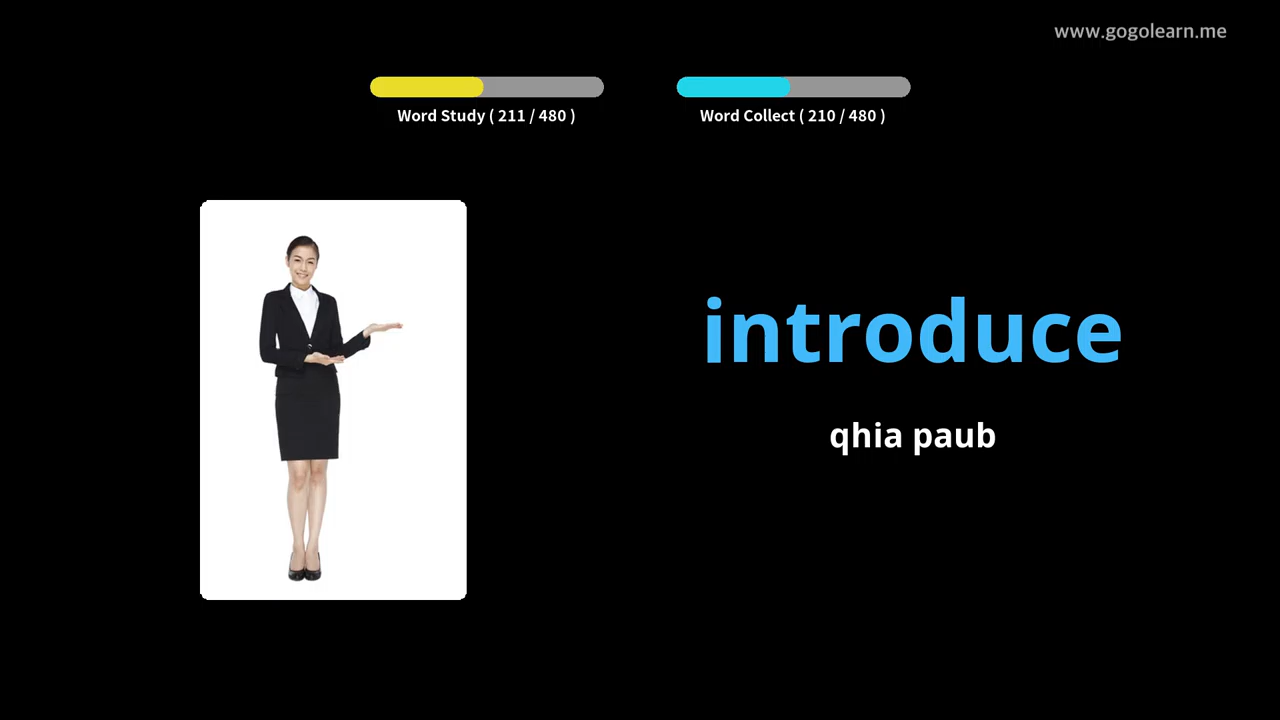 www.gogolearn.me
Word Study ( 211 / 480 )
Word Collect ( 210 / 480 )
introduce
qhia paub